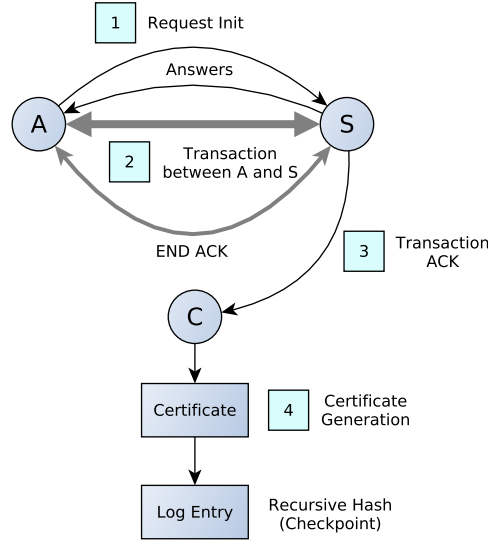 1
Request Init
Answers
A
S
2
Transaction
between A and S
END ACK
3
Transaction
ACK
C
Certificate
4
Certificate
Generation
Log Entry
Recursive Hash
(Checkpoint)